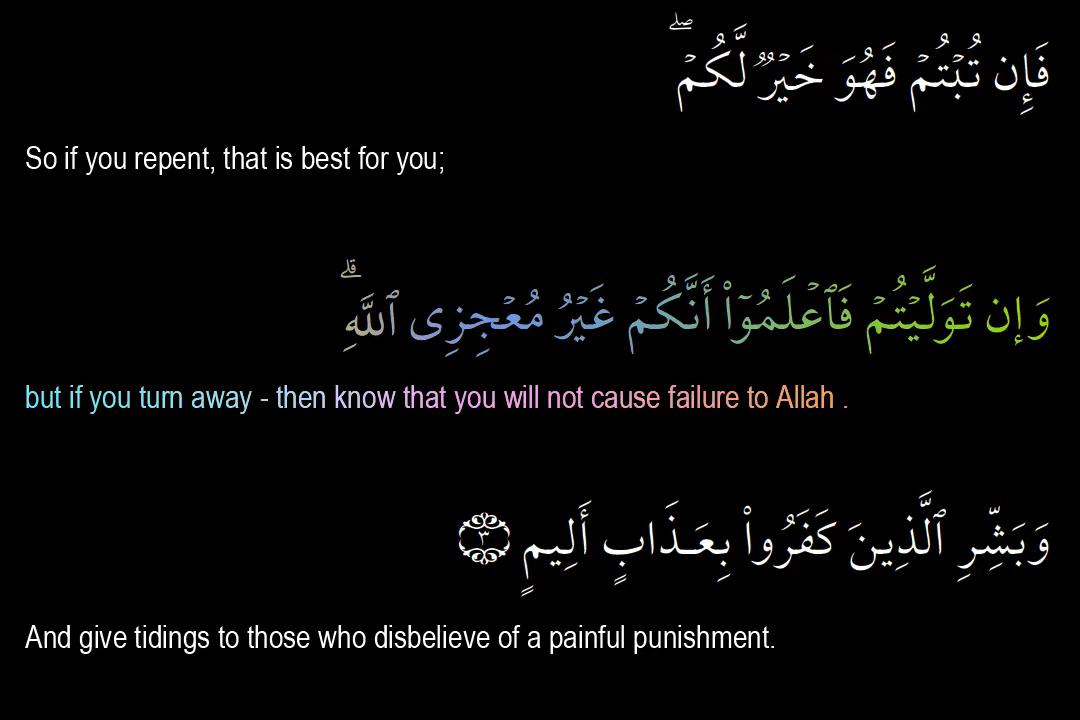 فَإِن تُبۡتُمۡ فَهُوَ خَيۡرٞ لَّكُمۡۖ
So if you repent, that is best for you;
وَإِن تَوَلَّيۡتُمۡ فَٱعۡلَمُوٓاْ أَنَّكُمۡ غَيۡرُ مُعۡجِزِي ٱللَّهِۗ
but if you turn away - then know that you will not cause failure to Allah .
وَبَشِّرِ ٱلَّذِينَ كَفَرُواْ بِعَذَابٍ أَلِيمٍ ٣
And give tidings to those who disbelieve of a painful punishment.